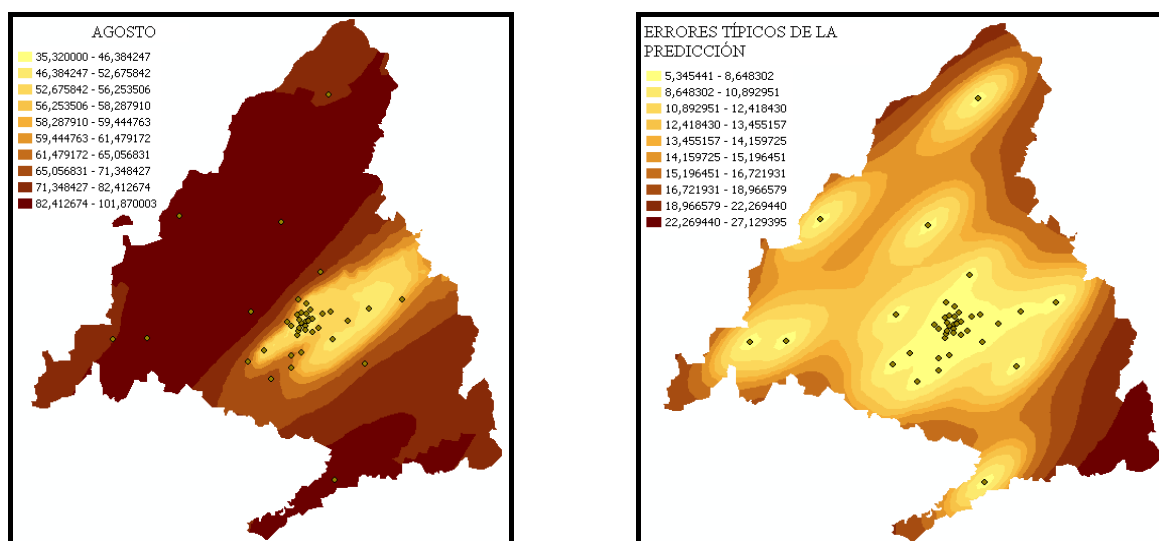 AGOSTO
35,320000 - 46,384247
46,384247 - 52,675842
52,675842 - 56,253506
56,253506 - 58,287910
58,287910 - 59,444763
59,444763 - 61,479172
61,479172 - 65,056831
65,056831 - 71,348427
71,348427 - 82,412674
82,412674 - 101,870003
ERRORES TÍPICOS DE LA
PREDICCIÓN
5,345441 - 8,648302
8,648302 - 10,892951
10,892951 - 12,418430
12,418430 - 13,455157
13,455157 - 14,159725
14,159725 - 15,196451
15,196451 - 16,721931
16,721931 - 18,966579
18,966579 - 22,269440
22,269440 - 27,129395